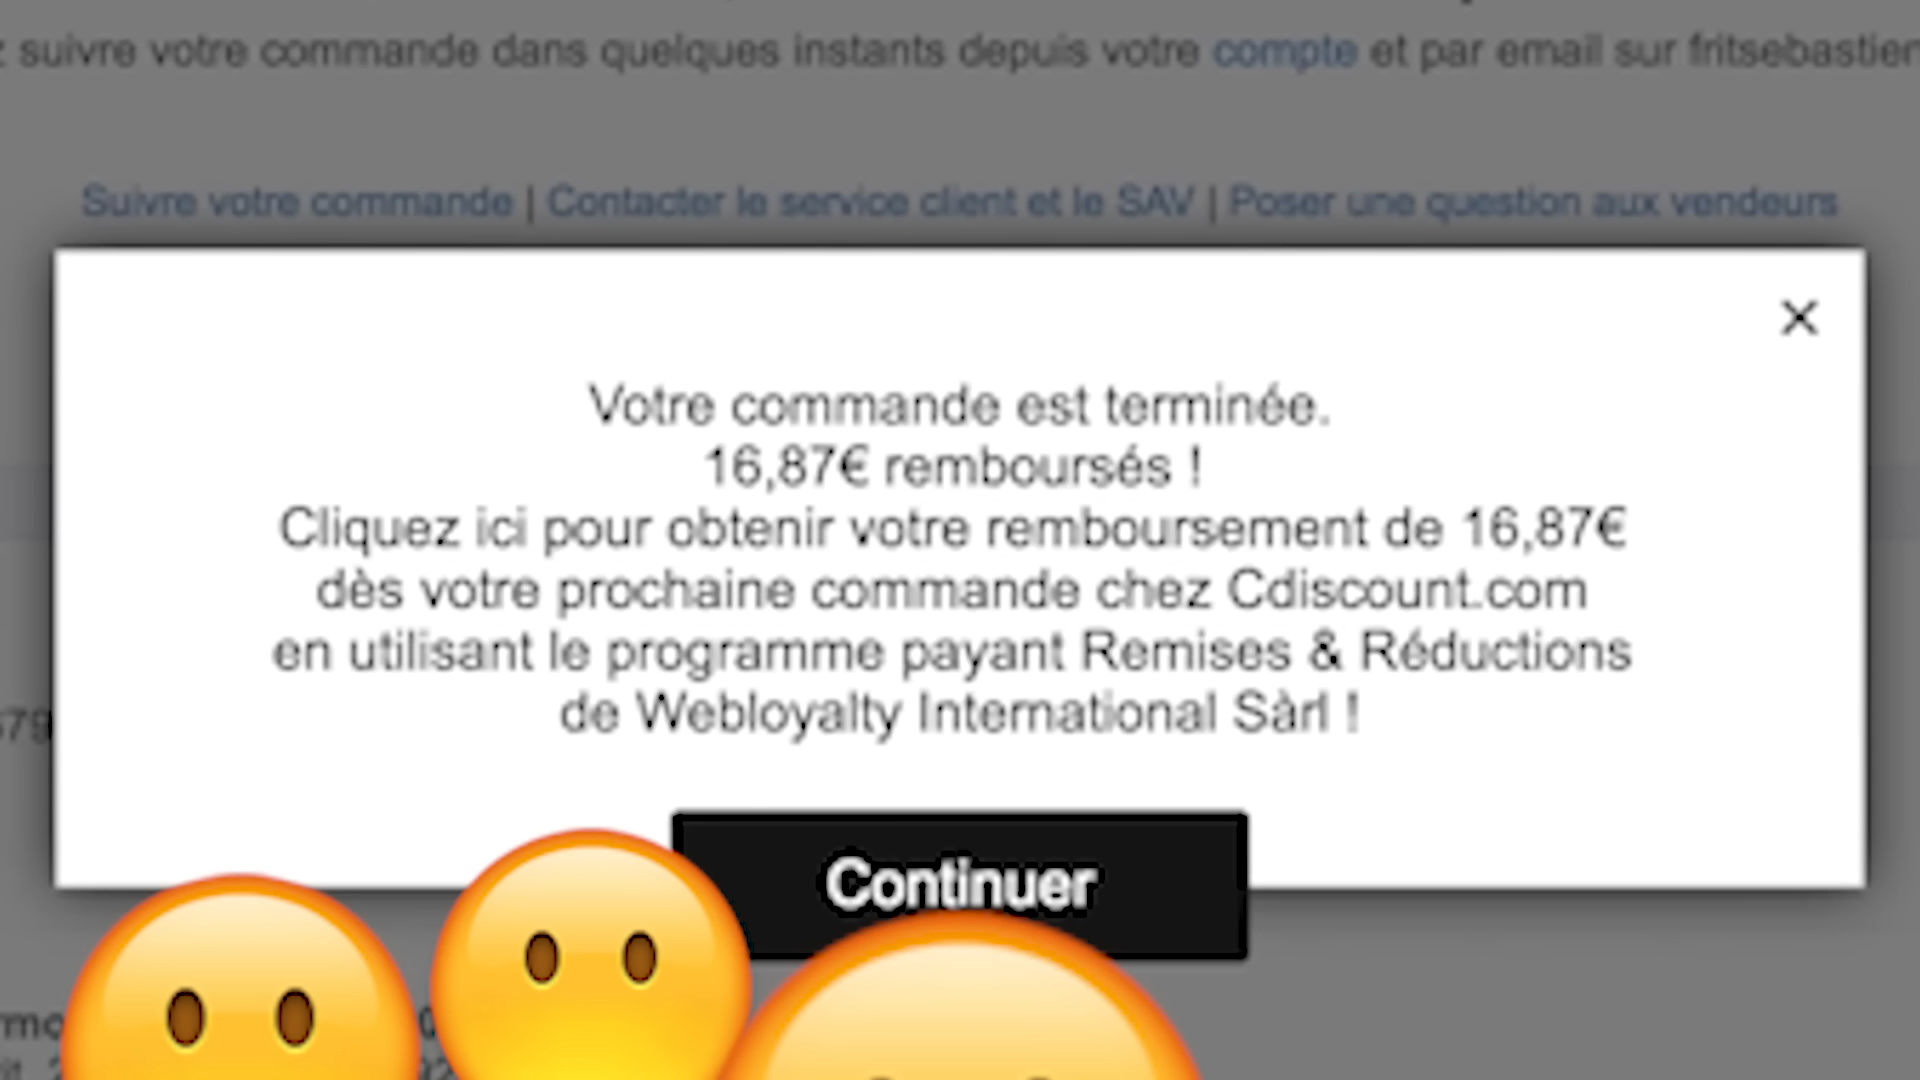 suivre votre commande dans quelques instants depuis votre compte et par email sur fritsebastien
Suivre votre commande | Contacter le service client et le SAV | Poser une question aux vendeurs
×
Votre commande est terminée.
16,87€ remboursés !
Cliquez ici pour obtenir votre remboursement de 16,87€
dès votre prochaine commande chez Cdiscount.com
en utilisant le programme payant Remises & Réductions
de Webloyalty International Sàrl !
Continuer